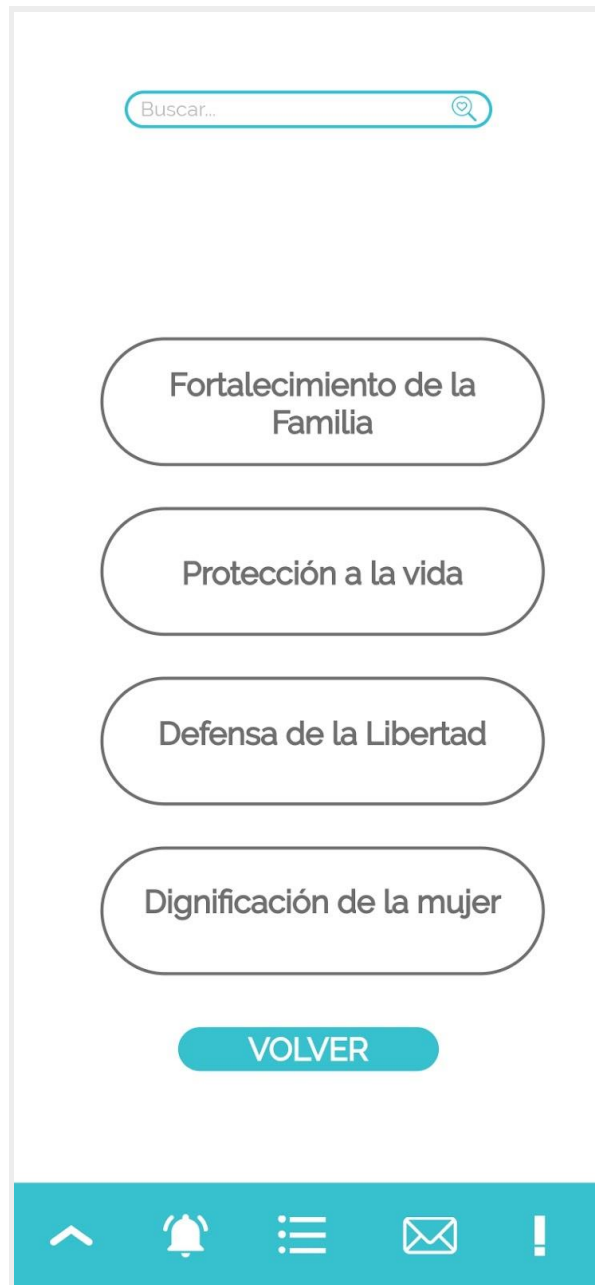 Buscar...
Fortalecimiento de la
Familia
Protección a la vida
Defensa de la Libertad
Dignificación de la mujer
VOLVER